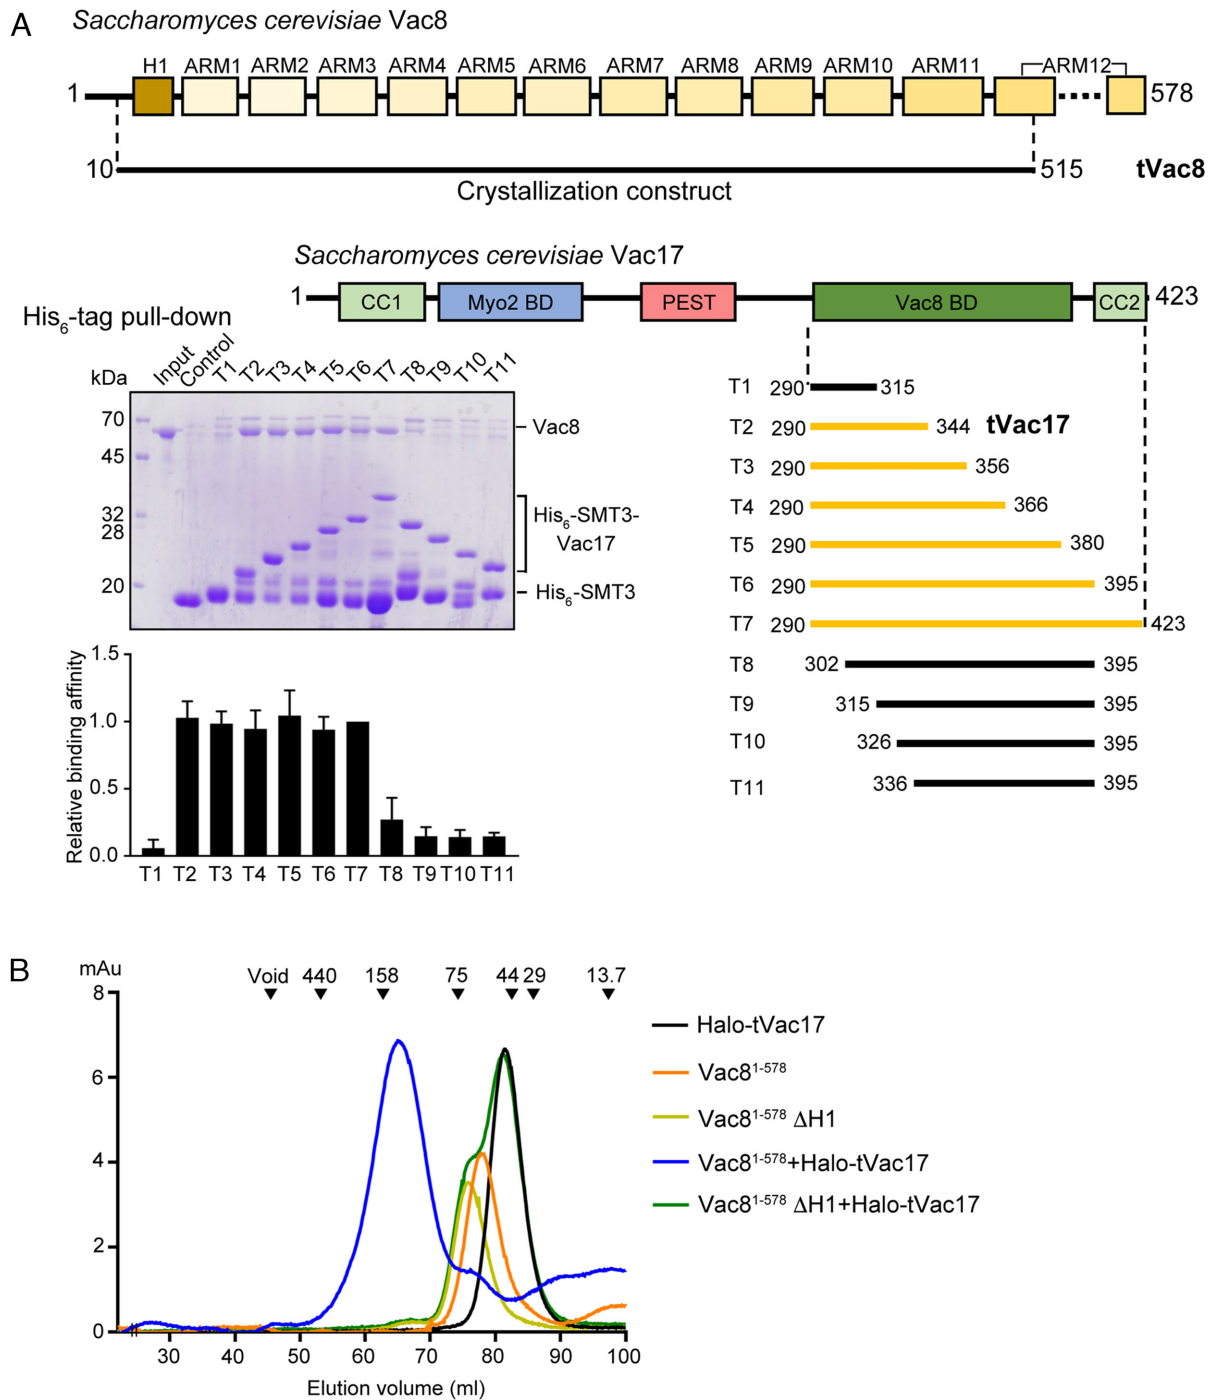 A
Saccharomyces cerevisiae Vac8
H1 ARM1 ARM2 ARM3 ARM4 ARM5 ARM6 ARM7 ARM8 ARM9 ARM10 ARM11 ARM12
1 578
10 515 tVac8
Crystallization construct
Saccharomyces cerevisiae Vac17
1 CC1 Myo2 BD PEST Vac8 BD CC2 423
His6-tag pull-down
kDa Input Control T1 T2 T3 T4 T5 T6 T7 T8 T9 T10 T11
70
45
32
28
20
Vac8
His6-SMT3-
Vac17
His6-SMT3
T1 290 315
T2 290 344 tVac17
T3 290 356
T4 290 366
T5 290 380
T6 290 395
T7 290 423
T8 302 395
T9 315 395
T10 326 395
T11 336 395
Relative binding affinity
1.5
1.0
0.5
0.0
T1 T2 T3 T4 T5 T6 T7 T8 T9 T10 T11
B
mAu
Void 440 158 75 44 29 13.7
8
6
4
2
0
30 40 50 60 70 80 90 100
Elution volume (ml)
Halo-tVac17
Vac8¹⁻⁵⁷⁸
Vac8¹⁻⁵⁷⁸ ΔH1
Vac8¹⁻⁵⁷⁸+Halo-tVac17
Vac8¹⁻⁵⁷⁸ ΔH1+Halo-tVac17